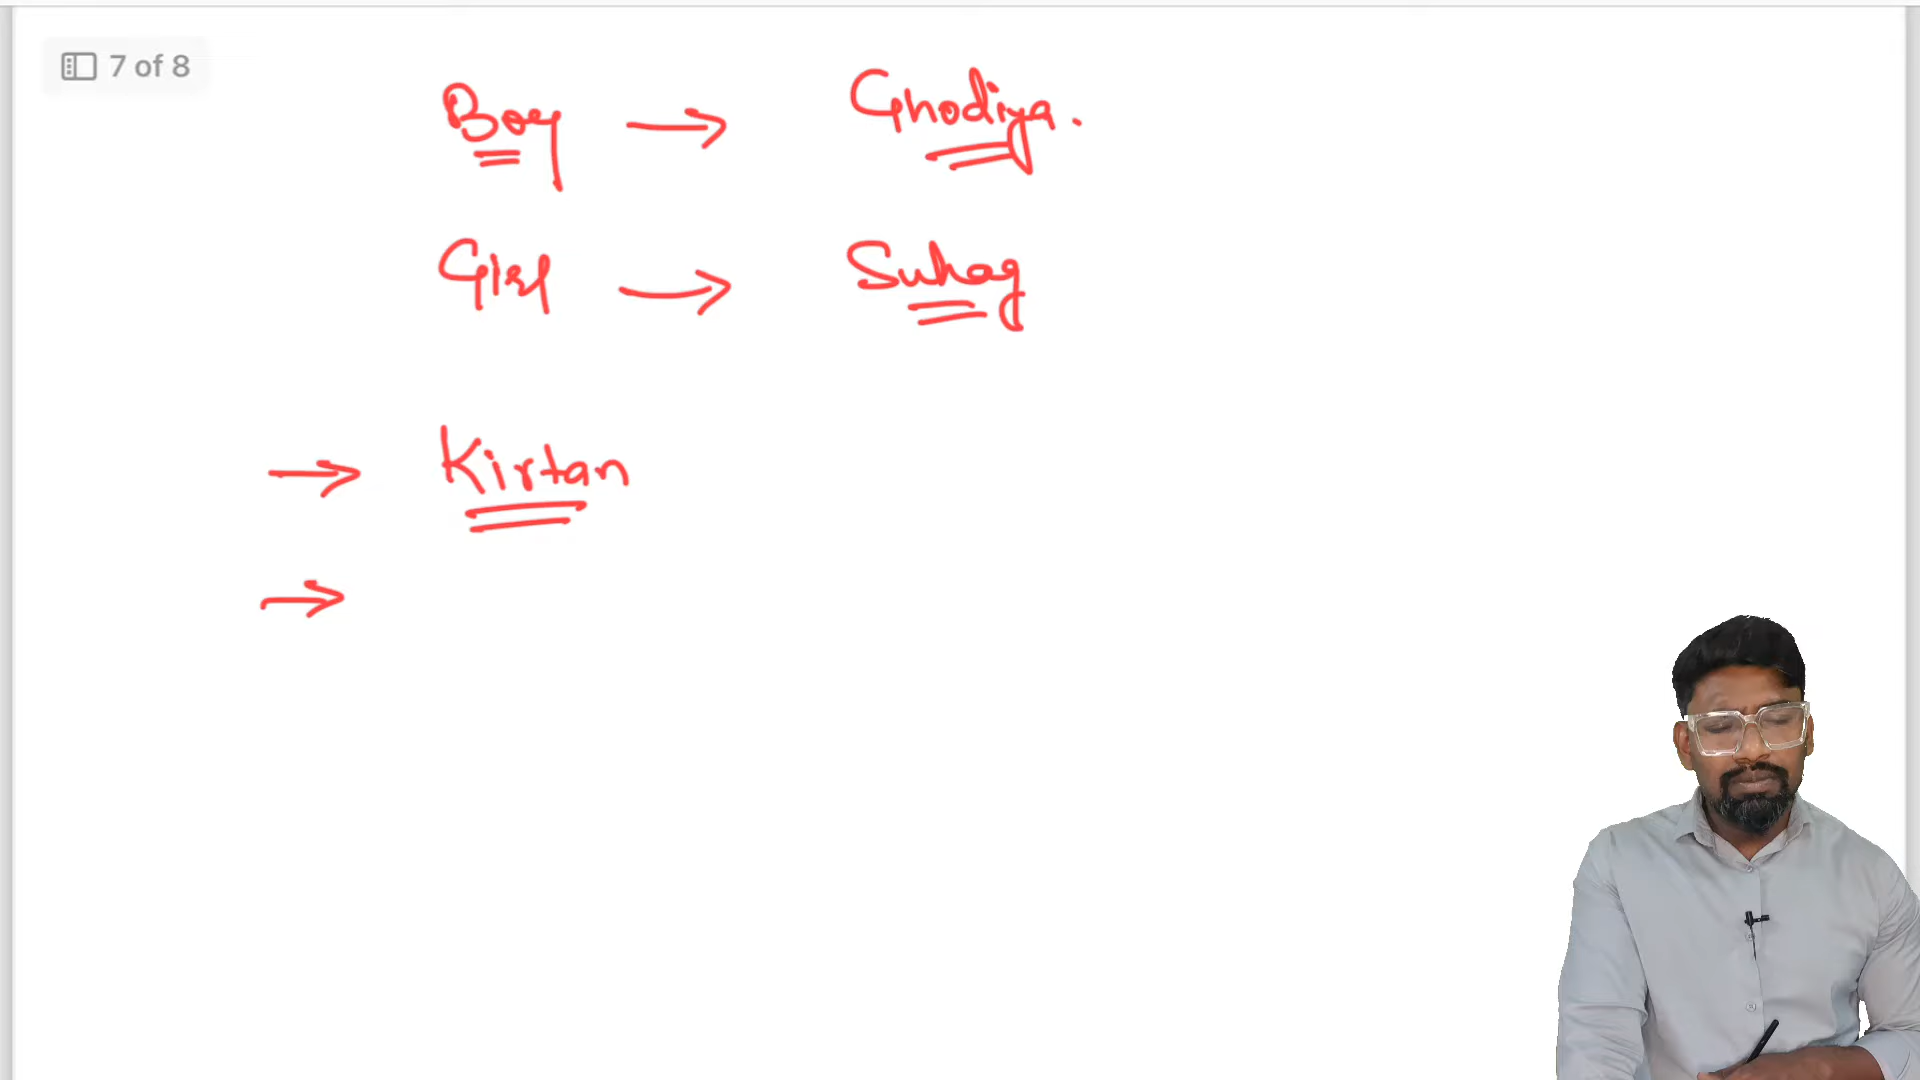 7 of 8
Boy → Ghodiya.
Girl → Suhag
→ Kirtan
→